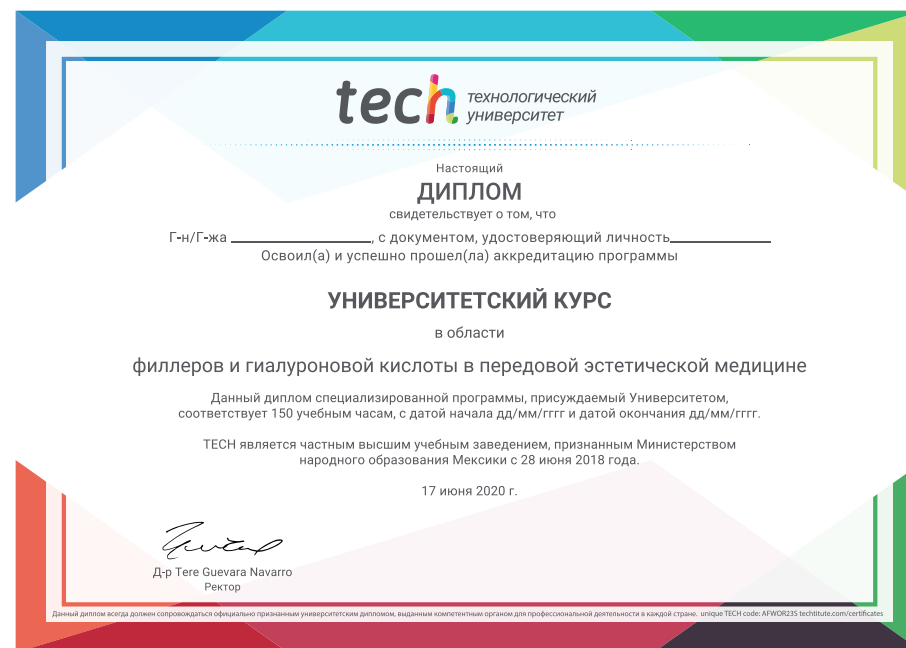 tech технологический
университет
Настоящий
ДИПЛОМ
свидетельствует о том, что
Г-н/Г-жа ____________________, с документом, удостоверяющий личность______________
Освоил(а) и успешно прошел(ла) аккредитацию программы
УНИВЕРСИТЕТСКИЙ КУРС
в области
филлеров и гиалуроновой кислоты в передовой эстетической медицине
Данный диплом специализированной программы, присуждаемый Университетом,
соответствует 150 учебным часам, с датой начала дд/мм/гггг и датой окончания дд/мм/гггг.
TECH является частным высшим учебным заведением, признанным Министерством
народного образования Мексики с 28 июня 2018 года.
17 июня 2020 г.
Д-р Tere Guevara Navarro
Ректор
Данный диплом всегда должен сопровождаться официально признанным университетским дипломом, выданным компетентным органом для профессиональной деятельности в каждой стране. unique TECH code: AFWOR23S techtitute.com/certificates